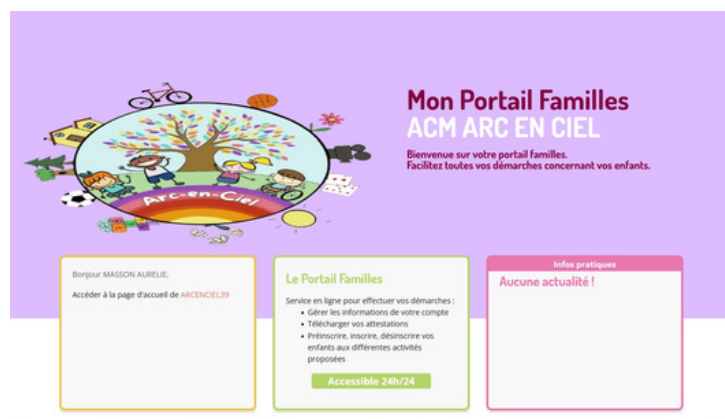 Mon Portail Familles
ACM ARC EN CIEL
Bienvenue sur votre portail familles.
Facilitez toutes vos démarches concernant vos enfants.
Arc-en-Ciel
Bonjour MASSON AURELIE,
Accéder à la page d'accueil de ARCENCIEL39
Le Portail Familles
Service en ligne pour effectuer vos démarches :
• Gérer les informations de votre compte
• Télécharger vos attestations
• Préinscrire, inscrire, désinscrire vos
enfants aux différentes activités
proposées
Accessible 24h/24
Infos pratiques
Aucune actualité !